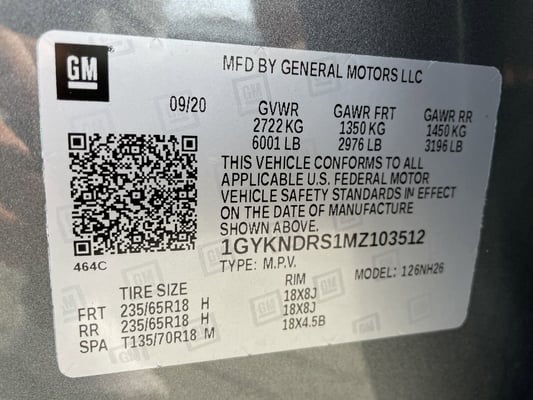 GM
MFD BY GENERAL MOTORS LLC
09/20 GVWR GAWR FRT GAWR RR
2722 KG 1350 KG 1450 KG
6001 LB 2976 LB 3196 LB
THIS VEHICLE CONFORMS TO ALL
APPLICABLE U.S. FEDERAL MOTOR
VEHICLE SAFETY STANDARDS IN EFFECT
ON THE DATE OF MANUFACTURE
SHOWN ABOVE.
1GYKNDRS1MZ103512
464C
TYPE: M.P.V. MODEL: 126NH26
TIRE SIZE RIM
FRT 235/65R18 H 18X8J
RR 235/65R18 H 18X8J
SPA T135/70R18 M 18X4.5B